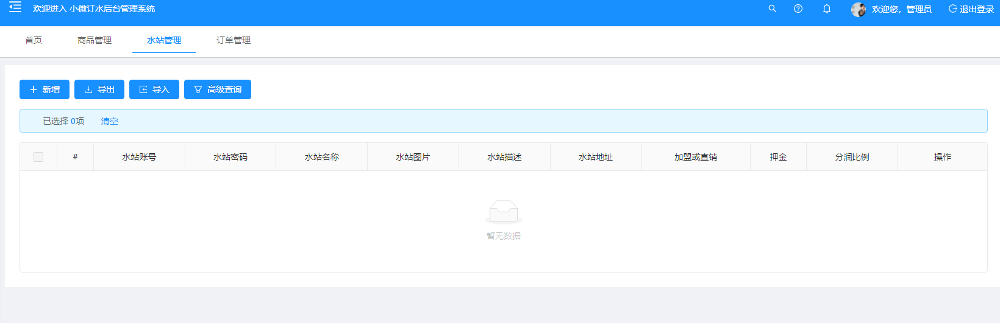 欢迎进入 小微订水后台管理系统 欢迎您，管理员 退出登录
首页 商品管理 水站管理 订单管理
新增 导出 导入 高级查询
已选择 0项 清空
# 水站账号 水站密码 水站名称 水站图片 水站描述 水站地址 加盟或直销 押金 分润比例 操作
暂无数据